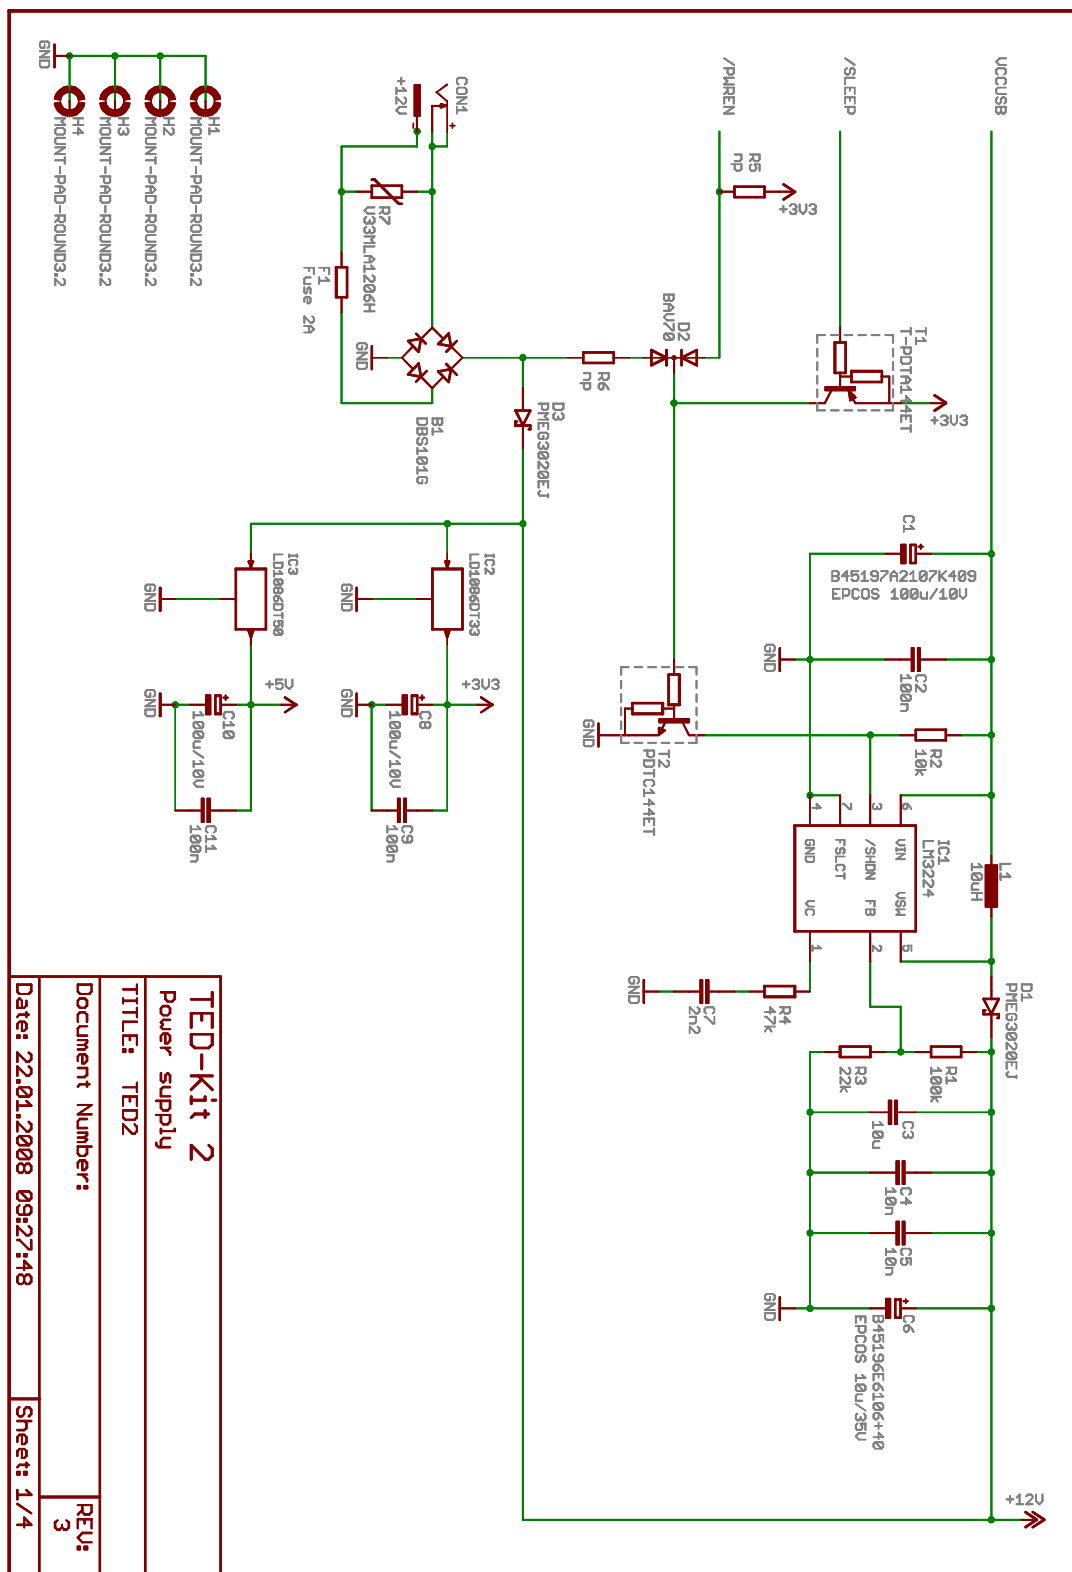 VCCUSB
/SLEEP
/PWREN
R5
np
+3V3
T1
T-PDTA144ET
+3V3
D2
BAV70
R6
np
CON1
+12V
R7
V33MLA1206H
F1
Fuse 2A
GND
B1
DBS101G
D3
PMEG3020EJ
H1
MOUNT-PAD-ROUND3.2
H2
MOUNT-PAD-ROUND3.2
H3
MOUNT-PAD-ROUND3.2
H4
MOUNT-PAD-ROUND3.2
GND
C1
B45197A2107K409
EPCOS 100u/10V
C2
100n
GND
R2
10k
IC1
LM3224
VIN
/SHDN
FSLCT
GND
VSW
FB
VC
6
3
7
4
5
2
1
L1
10uH
D1
PMEG3020EJ
R1
100k
R3
22k
C3
10u
C4
10n
C5
10n
C6
B45196E6106+40
EPCOS 10u/35V
GND
+12V
R4
47k
C7
2n2
GND
T2
PDTC144ET
GND
IC2
LD1086DT33
GND
+3V3
C8
100u/10V
GND
C9
100n
IC3
LD1086DT50
GND
+5V
C10
100u/10V
GND
C11
100n
TED-Kit 2
Power supply
TITLE: TED2
Document Number:
REV:
3
Date: 22.01.2008 09:27:48
Sheet: 1/4